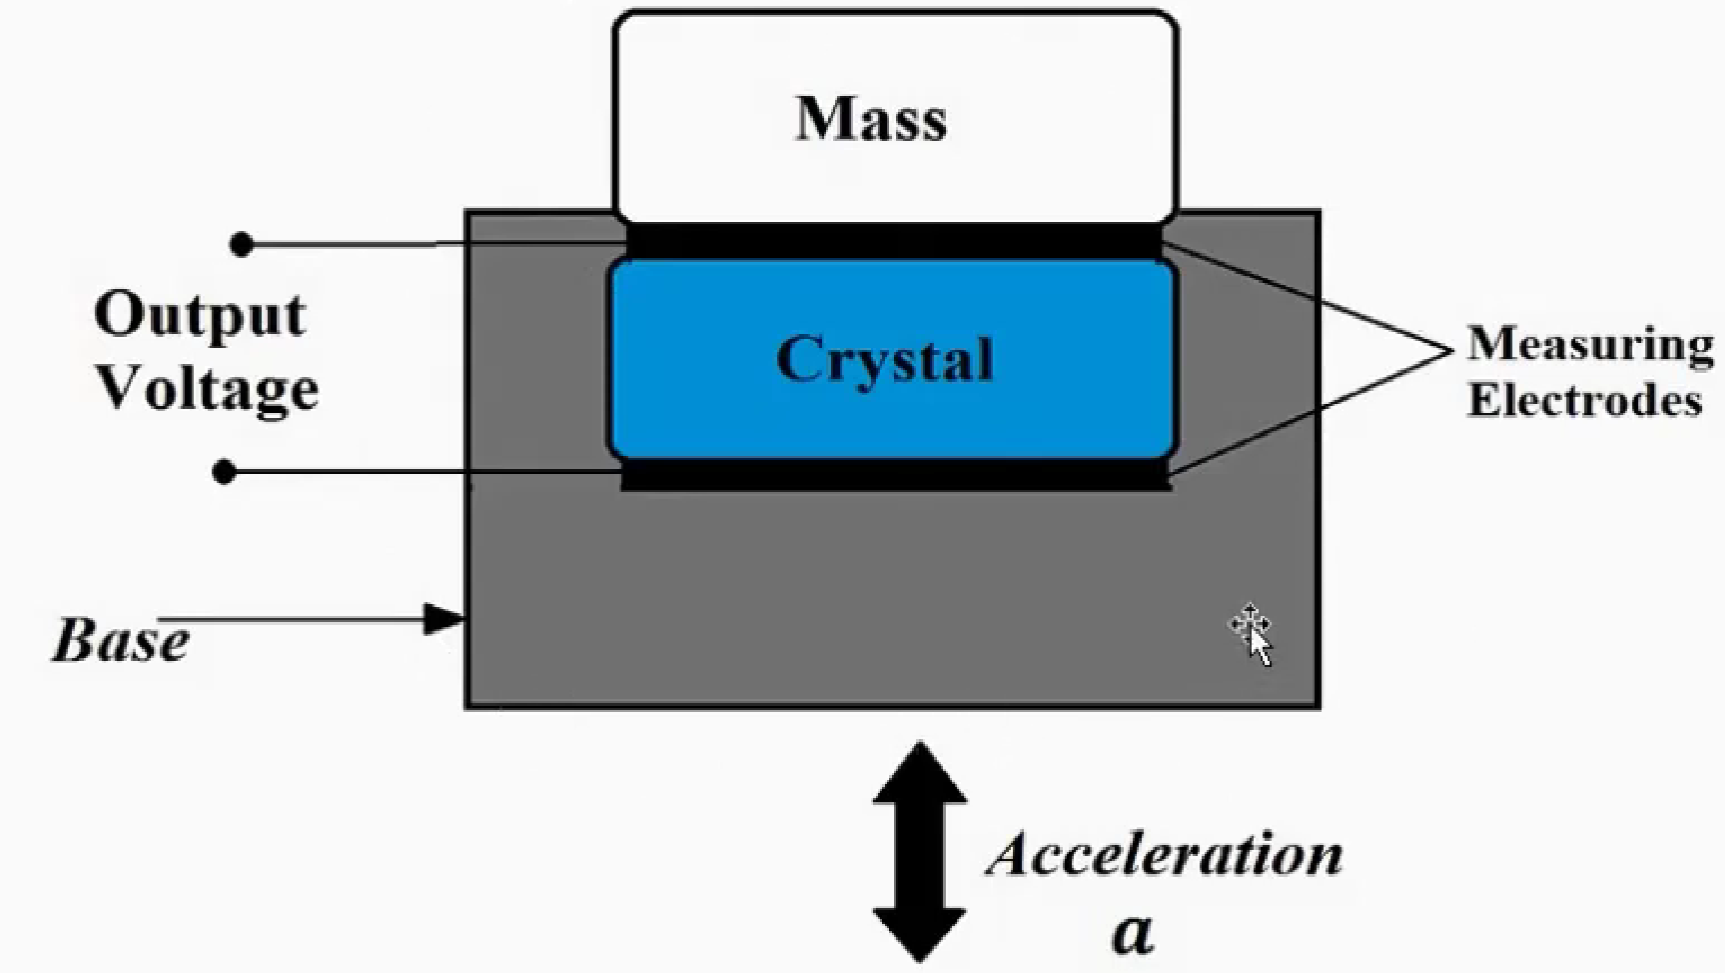 Mass
Output
Voltage
Crystal
Measuring
Electrodes
Base
Acceleration
a